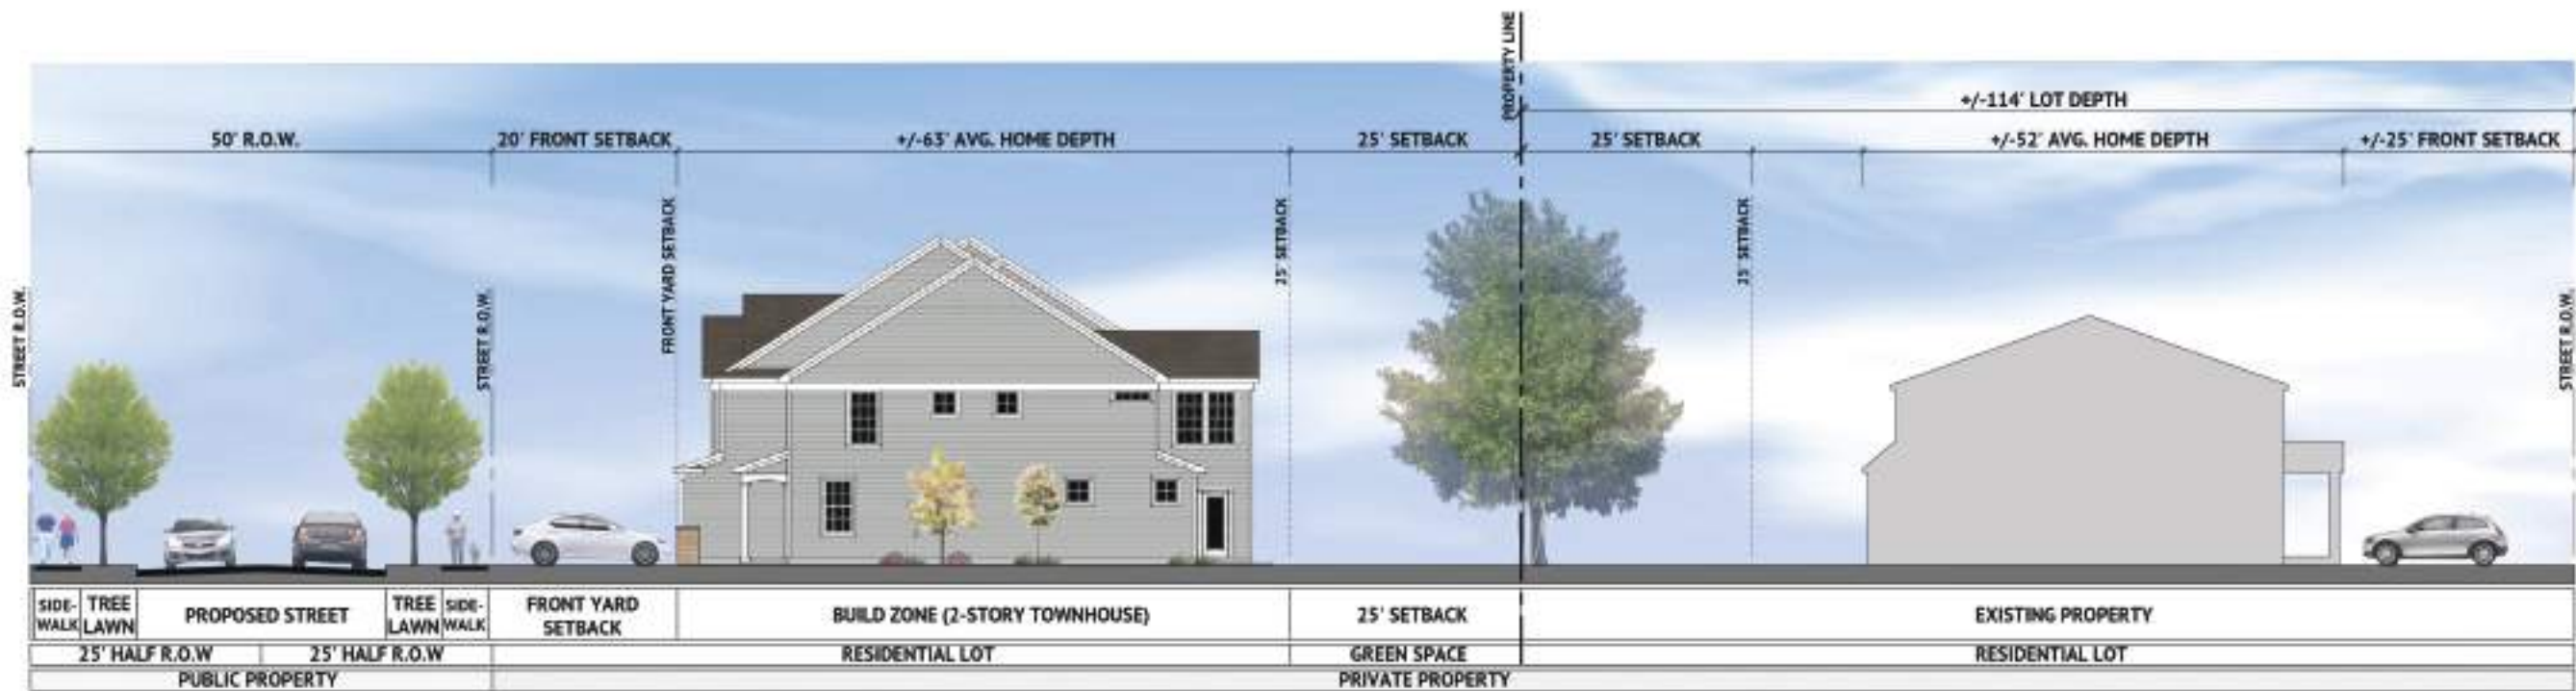 PROPERTY LINE
+/-114' LOT DEPTH
50' R.O.W.
20' FRONT SETBACK
+/-63' AVG. HOME DEPTH
25' SETBACK
25' SETBACK
+/-52' AVG. HOME DEPTH
+/-25' FRONT SETBACK
STREET R.O.W.
STREET R.O.W.
FRONT YARD SETBACK
25' SETBACK
25' SETBACK
STREET R.O.W.
SIDE-
WALK
TREE
LAWN
PROPOSED STREET
TREE
LAWN
SIDE-
WALK
FRONT YARD
SETBACK
BUILD ZONE (2-STORY TOWNHOUSE)
25' SETBACK
EXISTING PROPERTY
25' HALF R.O.W
25' HALF R.O.W
RESIDENTIAL LOT
GREEN SPACE
RESIDENTIAL LOT
PUBLIC PROPERTY
PRIVATE PROPERTY